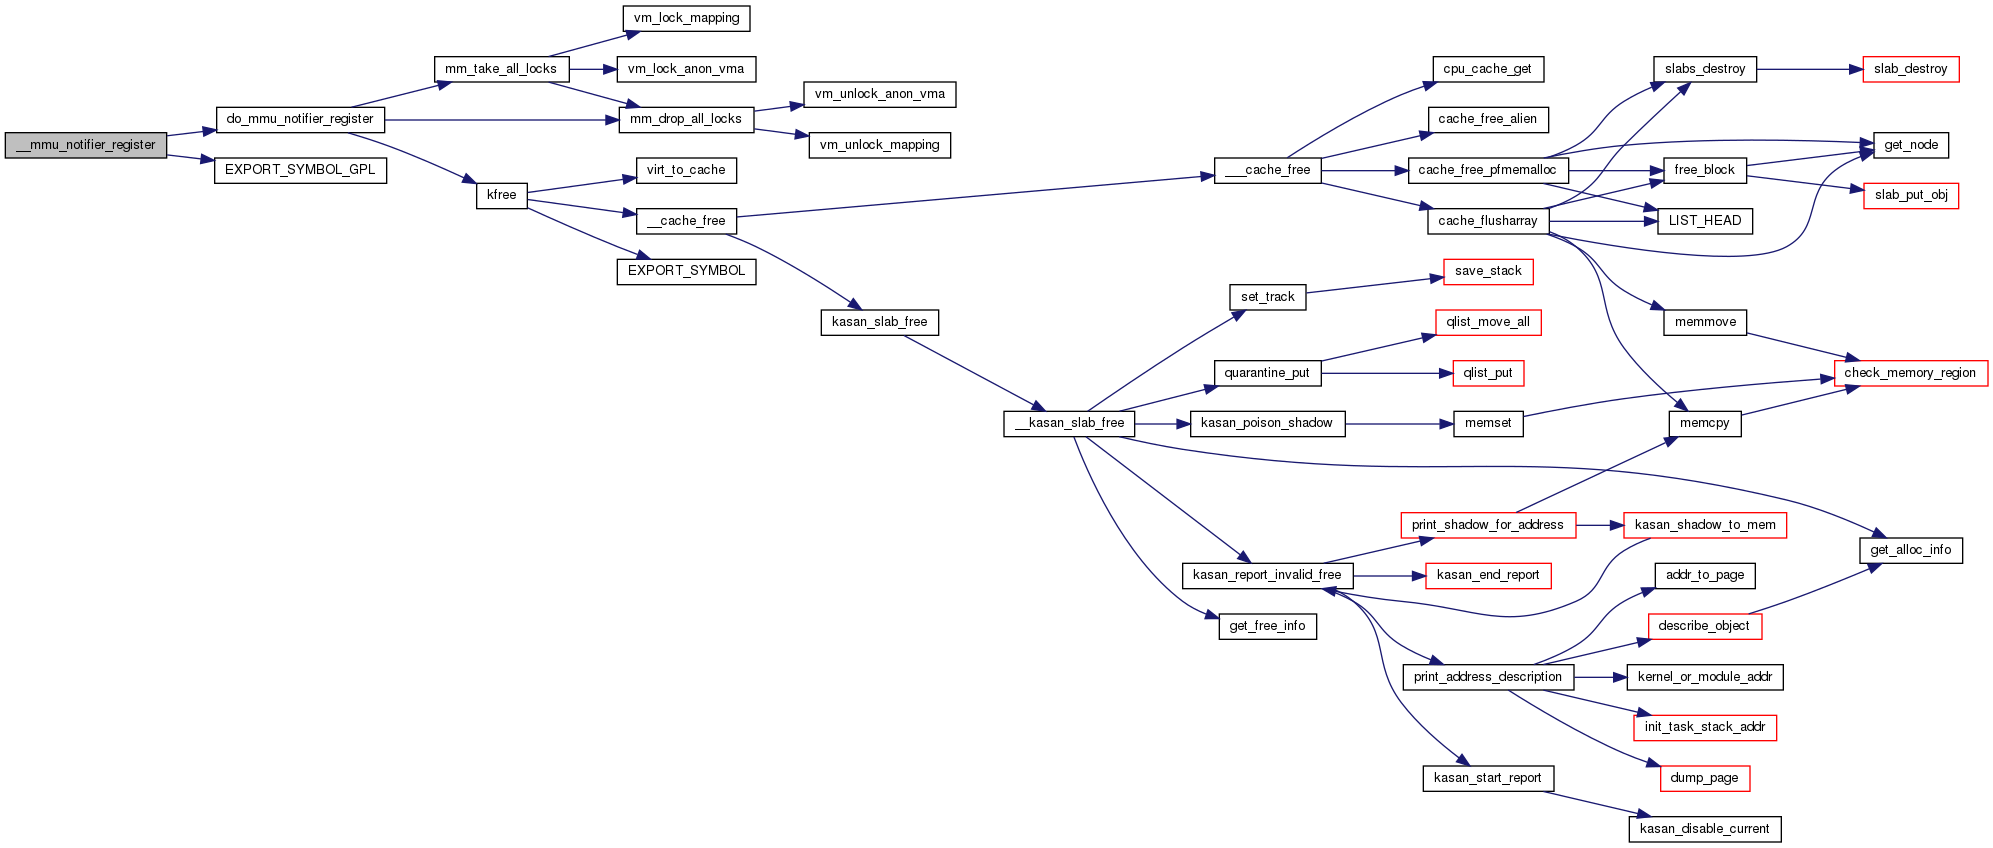 __mmu_notifier_register
do_mmu_notifier_register
EXPORT_SYMBOL_GPL
mm_take_all_locks
kfree
vm_lock_mapping
vm_lock_anon_vma
mm_drop_all_locks
virt_to_cache
__cache_free
EXPORT_SYMBOL
vm_unlock_anon_vma
vm_unlock_mapping
kasan_slab_free
___cache_free
__kasan_slab_free
cpu_cache_get
cache_free_alien
cache_free_pfmemalloc
cache_flusharray
set_track
quarantine_put
kasan_poison_shadow
kasan_report_invalid_free
get_free_info
save_stack
qlist_move_all
qlist_put
memset
print_shadow_for_address
kasan_end_report
print_address_description
kasan_start_report
slabs_destroy
free_block
LIST_HEAD
memmove
memcpy
kasan_shadow_to_mem
addr_to_page
describe_object
kernel_or_module_addr
init_task_stack_addr
dump_page
kasan_disable_current
slab_destroy
get_node
slab_put_obj
check_memory_region
get_alloc_info